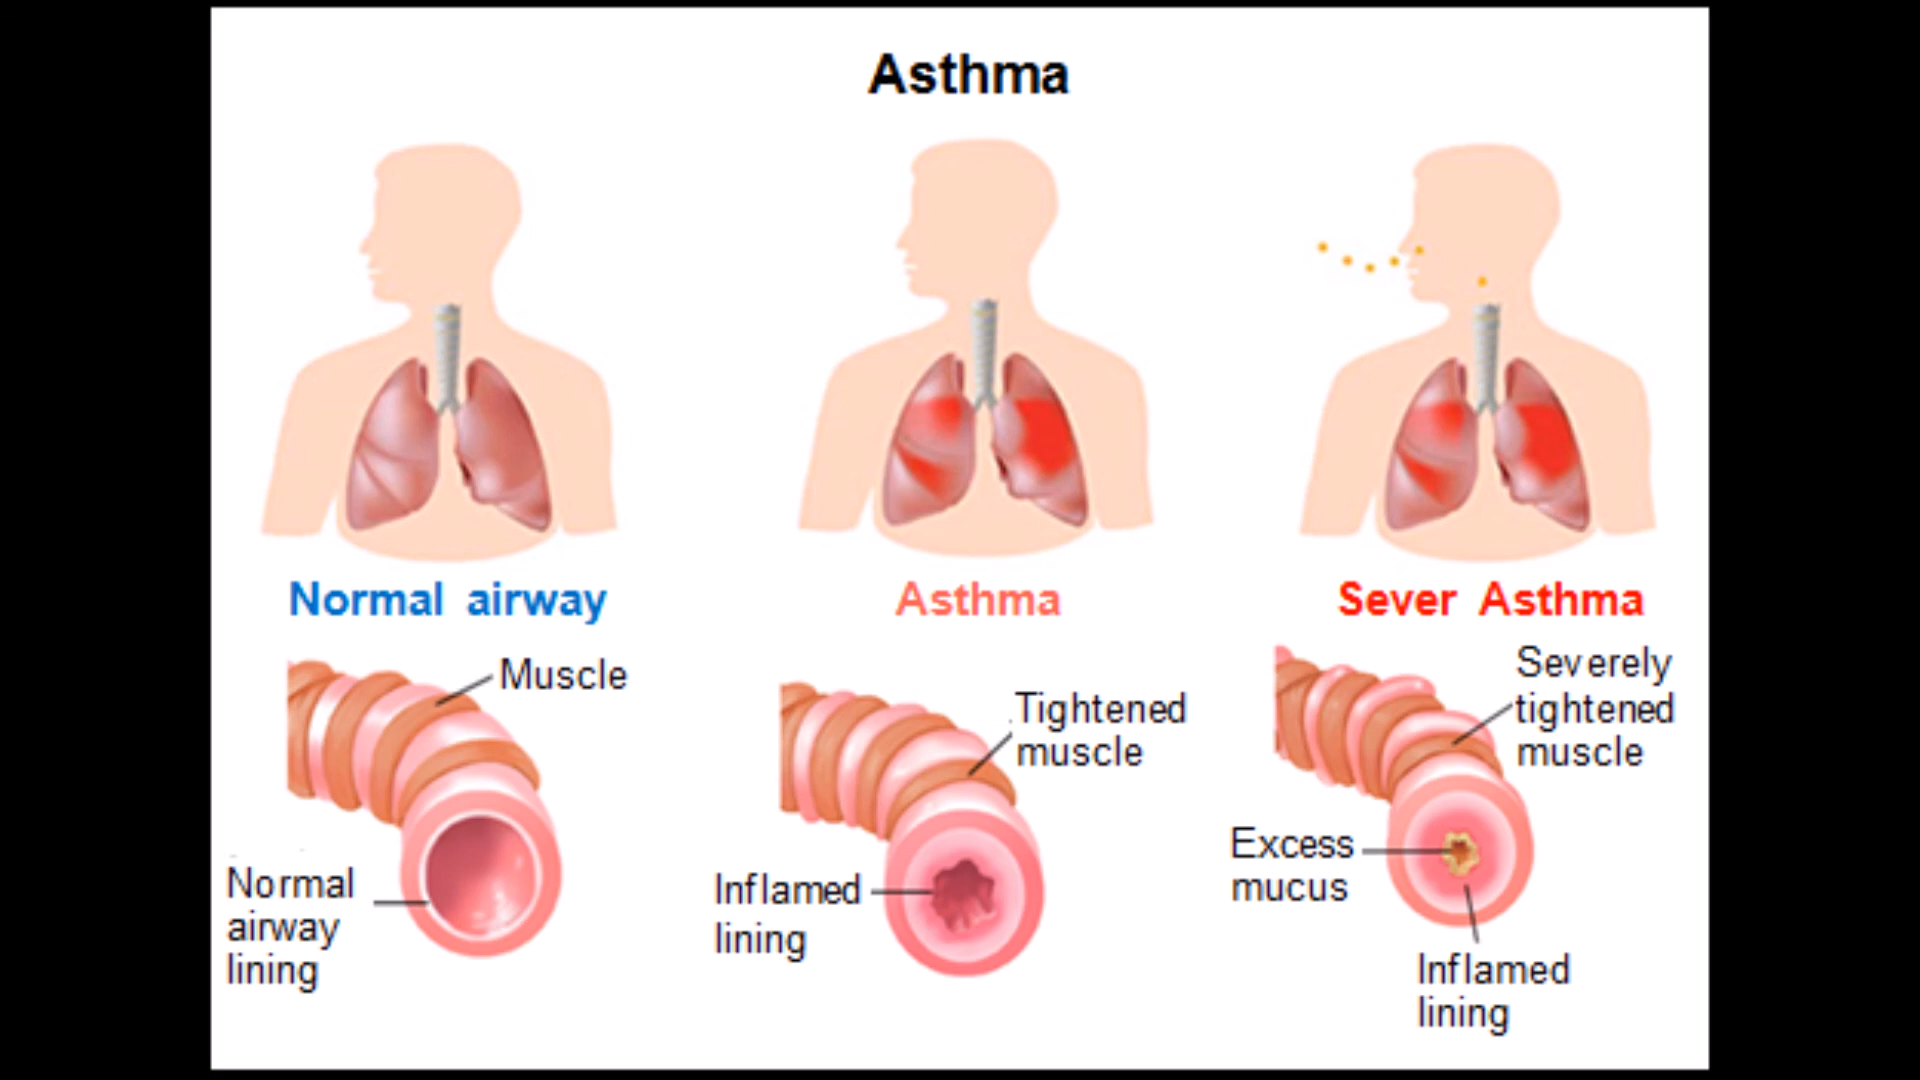 Asthma
Normal airway
Asthma
Sever Asthma
Muscle
Normal
airway
lining
Tightened
muscle
Inflamed
lining
Severely
tightened
muscle
Excess
mucus
Inflamed
lining